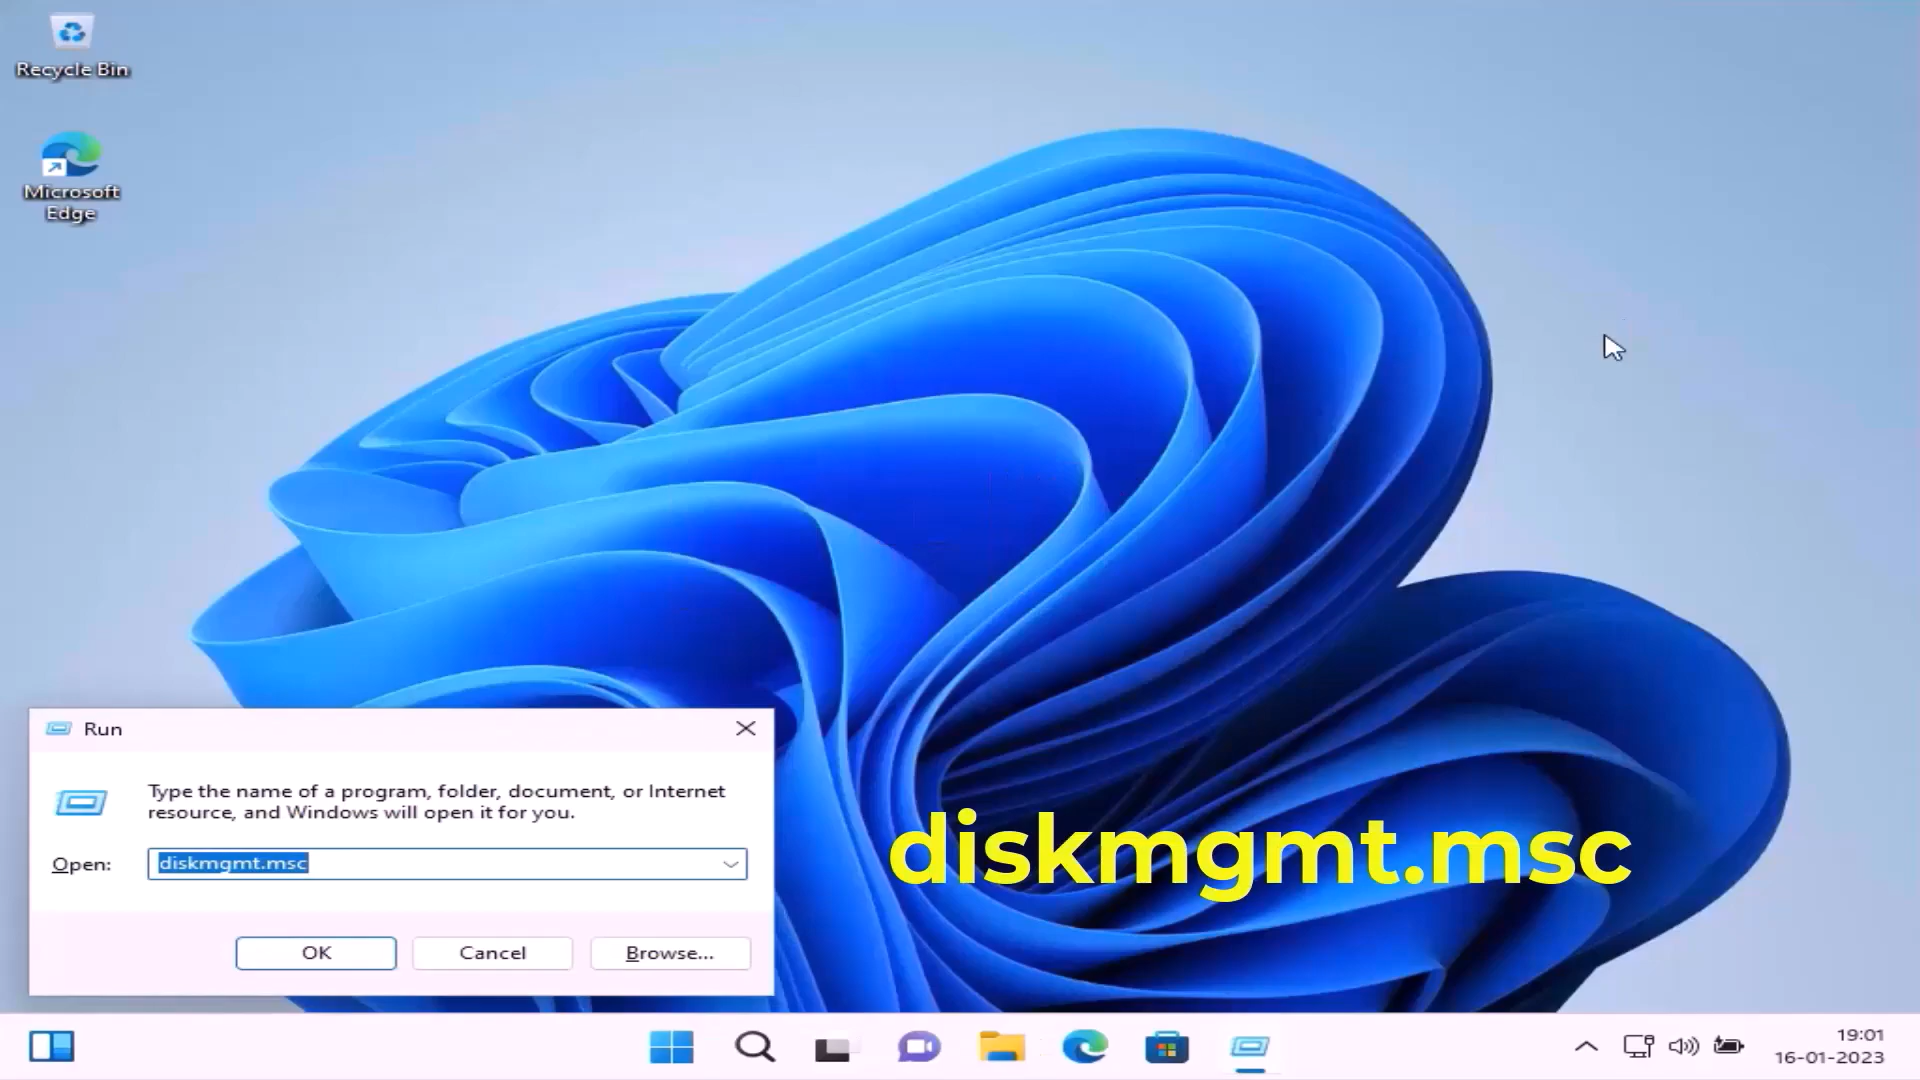 Recycle Bin
Microsoft
Edge
Run
Type the name of a program, folder, document, or Internet
resource, and Windows will open it for you.
Open:
diskmgmt.msc
OK
Cancel
Browse...
diskmgmt.msc
19:01
16-01-2023